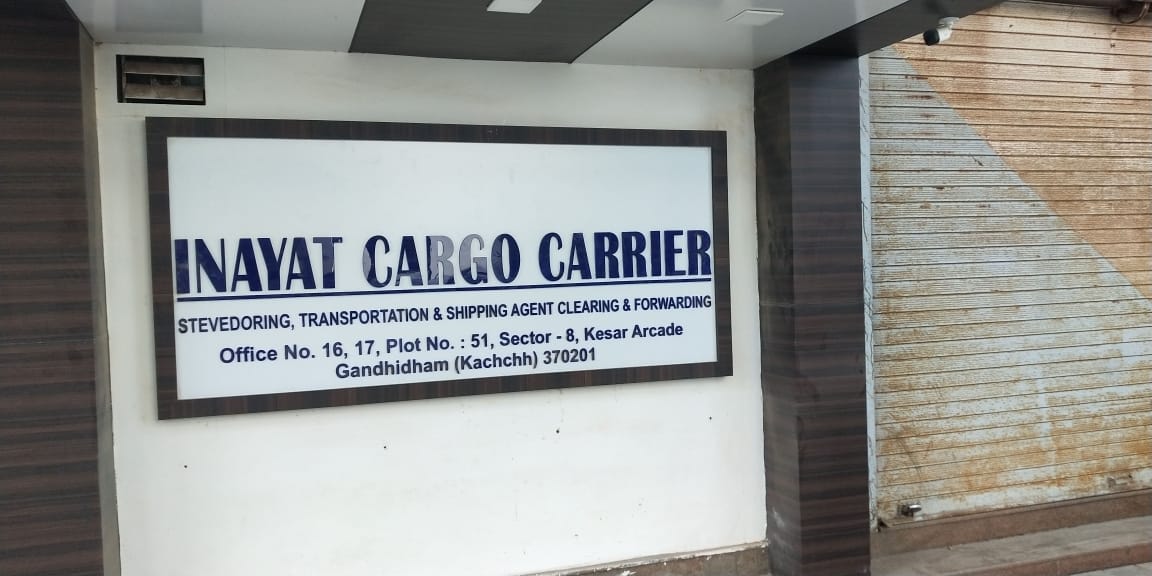 INAYAT CARGO CARRIER
STEVEDORING, TRANSPORTATION & SHIPPING AGENT CLEARING & FORWARDING
Office No. 16, 17, Plot No. : 51, Sector - 8, Kesar Arcade
Gandhidham (Kachchh) 370201